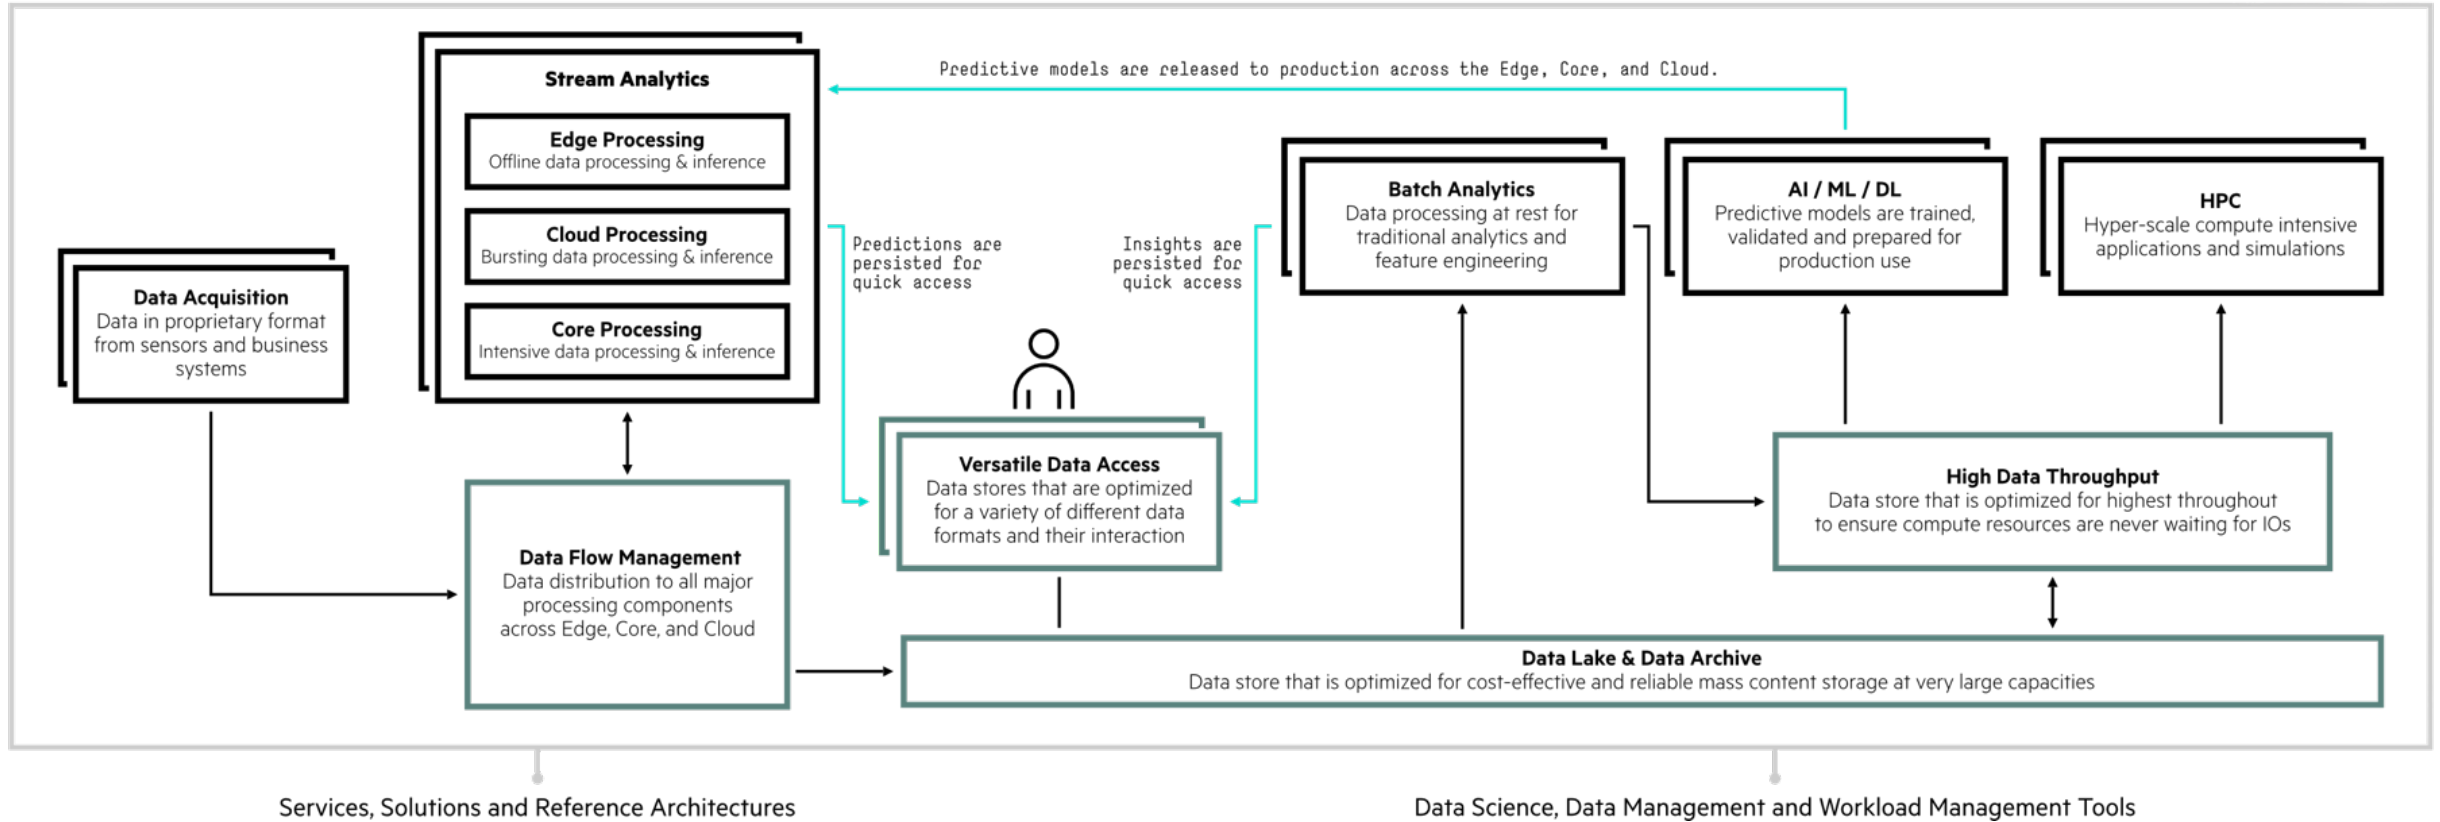 Stream Analytics
Edge Processing
Offline data processing & inference
Cloud Processing
Bursting data processing & inference
Core Processing
Intensive data processing & inference
Predictive models are released to production across the Edge, Core, and Cloud.
Data Acquisition
Data in proprietary format
from sensors and business
systems
Predictions are
persisted for
quick access
Insights are
persisted for
quick access
Batch Analytics
Data processing at rest for
traditional analytics and
feature engineering
AI / ML / DL
Predictive models are trained,
validated and prepared for
production use
HPC
Hyper-scale compute intensive
applications and simulations
Data Flow Management
Data distribution to all major
processing components
across Edge, Core, and Cloud
Versatile Data Access
Data stores that are optimized
for a variety of different data
formats and their interaction
High Data Throughput
Data store that is optimized for highest throughout
to ensure compute resources are never waiting for IOs
Data Lake & Data Archive
Data store that is optimized for cost-effective and reliable mass content storage at very large capacities
Services, Solutions and Reference Architectures
Data Science, Data Management and Workload Management Tools